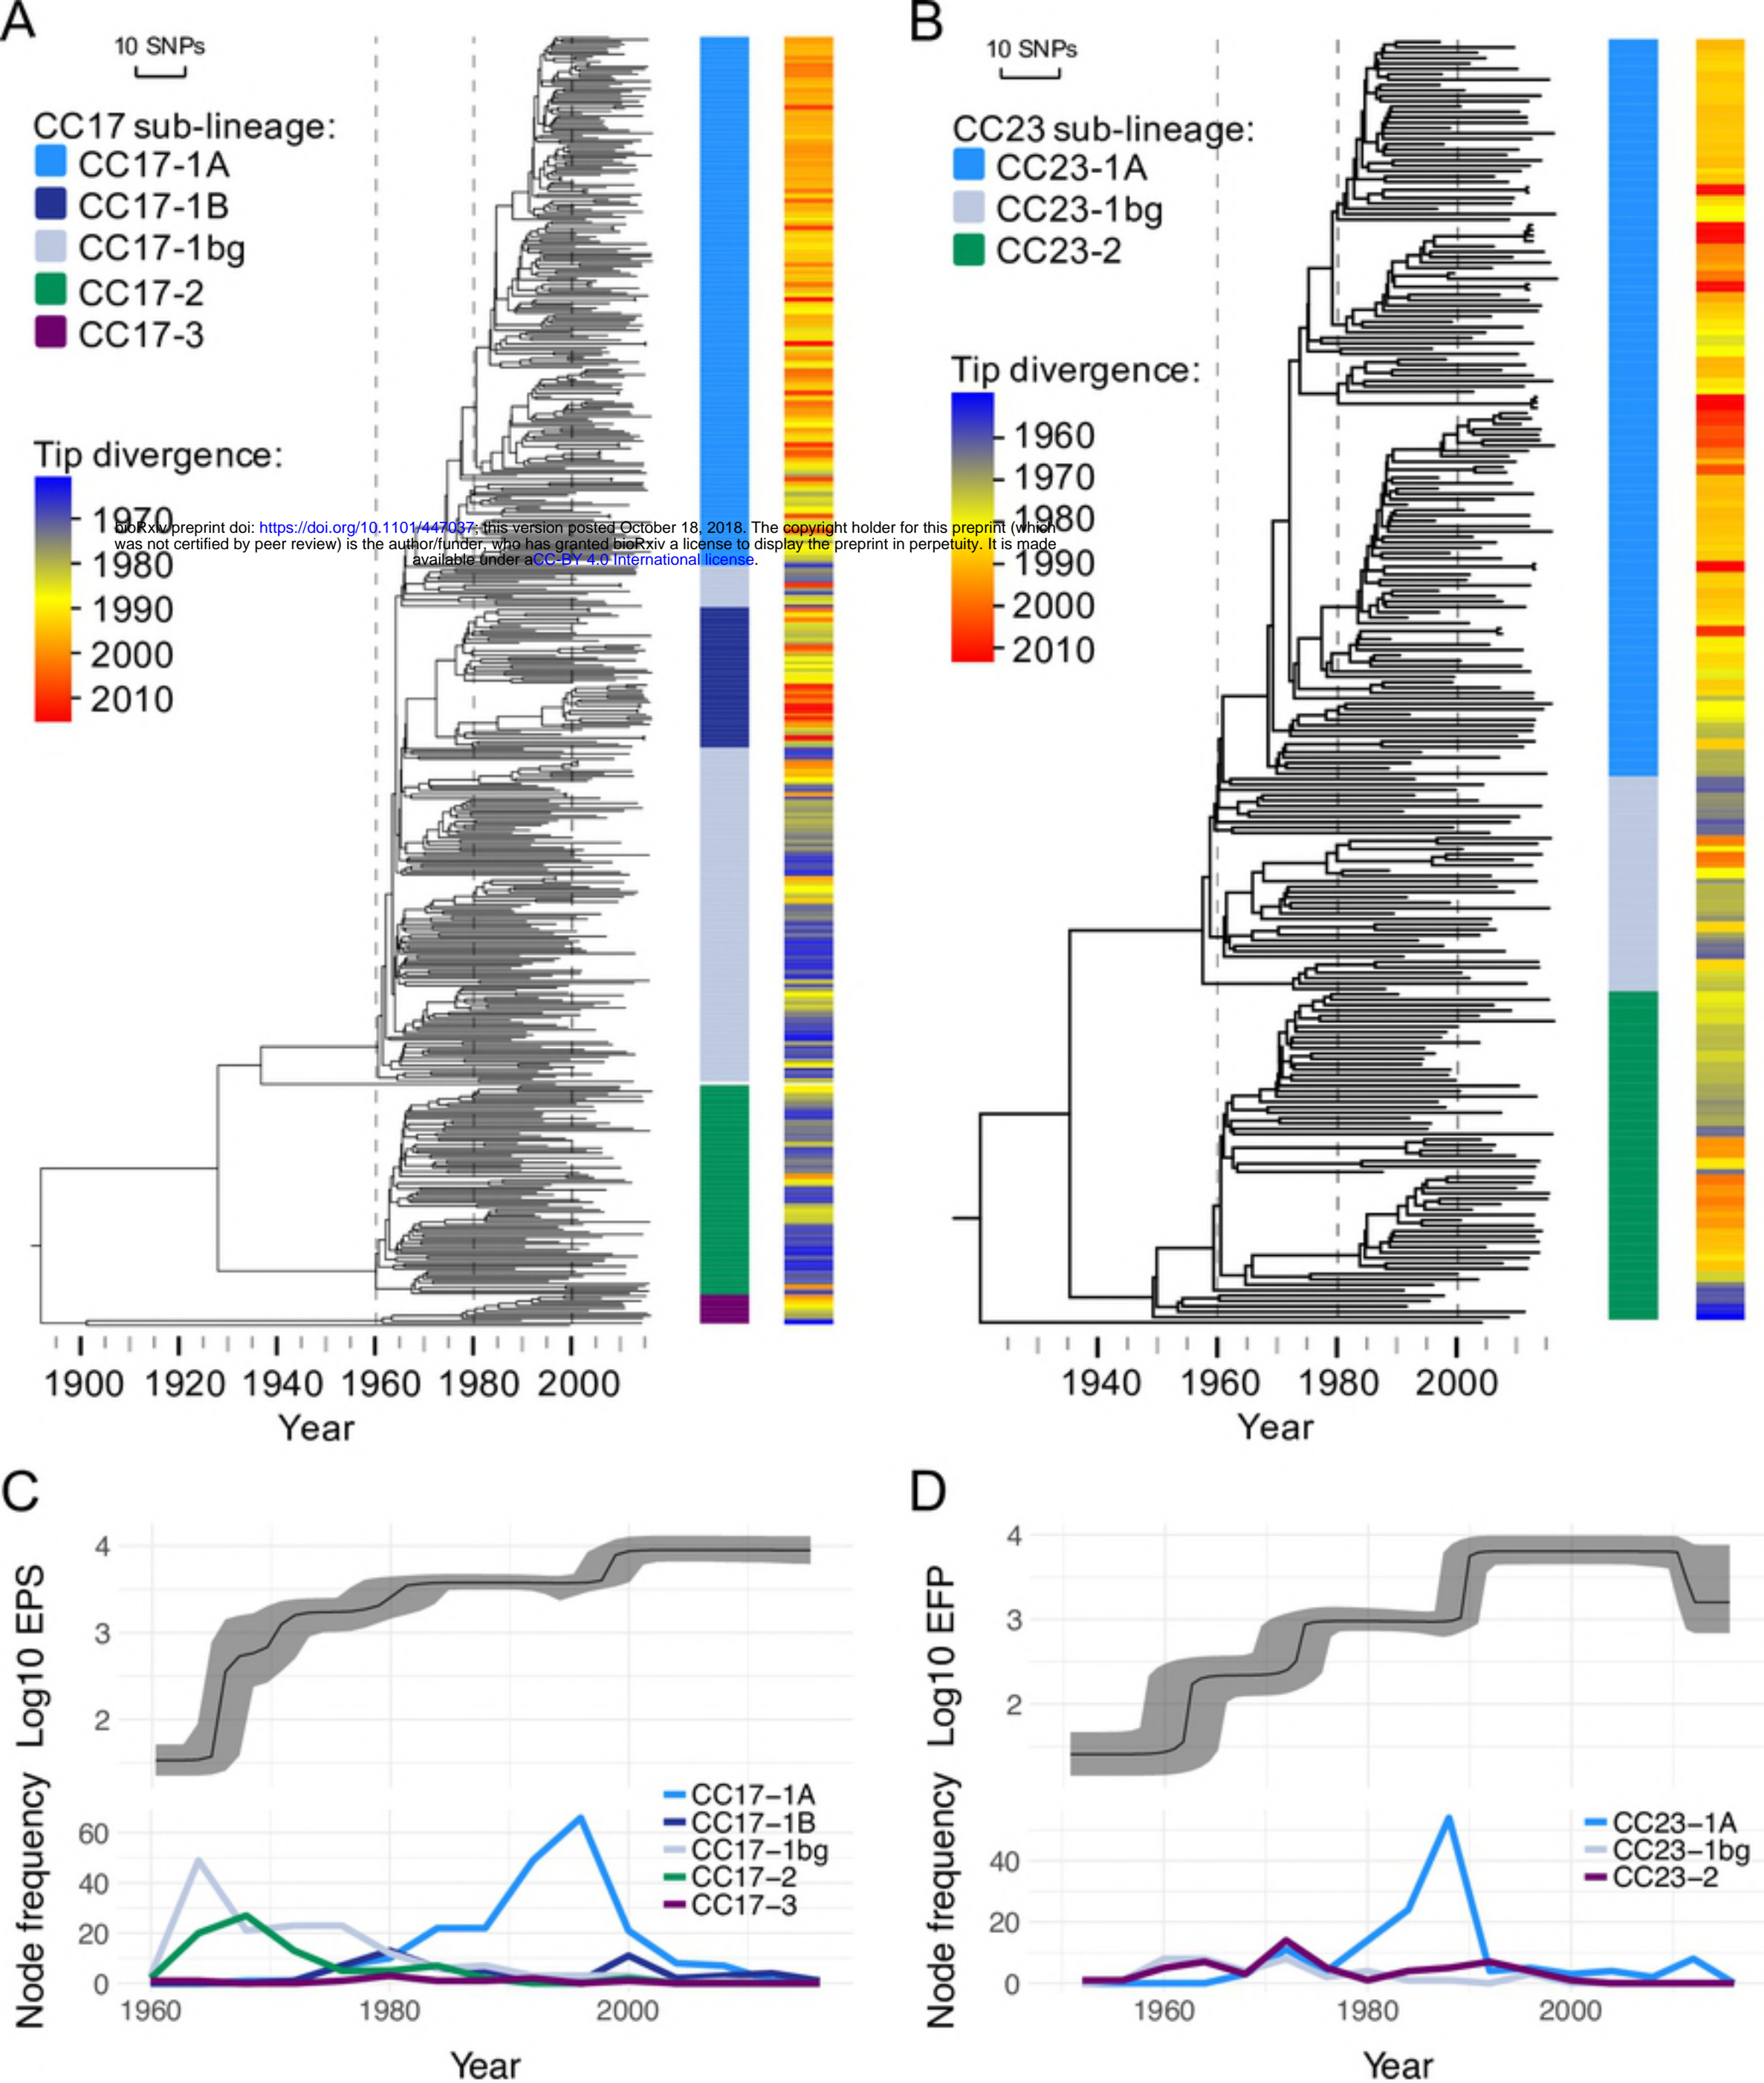 A
10 SNPs
CC17 sub-lineage:
CC17-1A
CC17-1B
CC17-1bg
CC17-2
CC17-3
Tip divergence:
1970
1980
1990
2000
2010
1900 1920 1940 1960 1980 2000
Year
B
10 SNPs
CC23 sub-lineage:
CC23-1A
CC23-1bg
CC23-2
Tip divergence:
1960
1970
1980
1990
2000
2010
1940 1960 1980 2000
Year
bioRxiv preprint doi: https://doi.org/10.1101/447037; this version posted October 18, 2018. The copyright holder for this preprint (which
was not certified by peer review) is the author/funder, who has granted bioRxiv a license to display the preprint in perpetuity. It is made
available under aCC-BY 4.0 International license.
C
Log10 EPS
4
3
2
Node frequency
60
40
20
0
CC17–1A
CC17–1B
CC17–1bg
CC17–2
CC17–3
1960 1980 2000
Year
D
Log10 EFP
4
3
2
Node frequency
40
20
0
CC23–1A
CC23–1bg
CC23–2
1960 1980 2000
Year